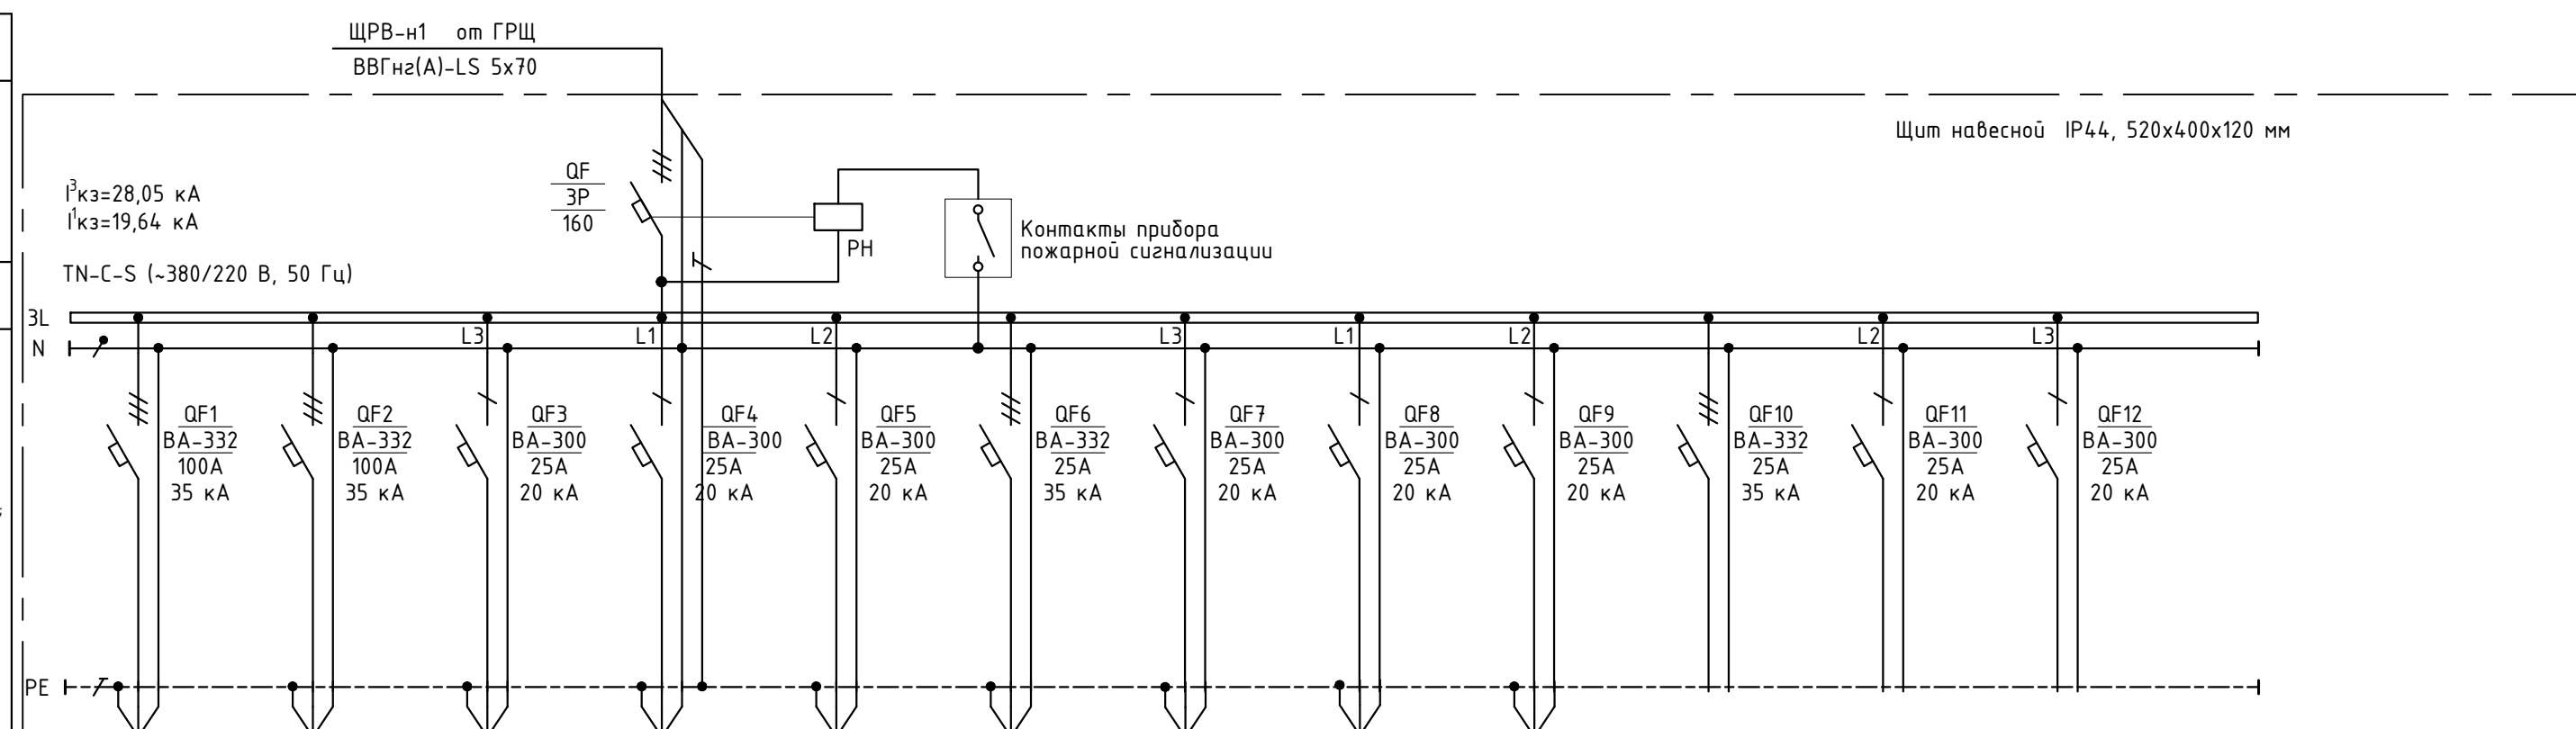 ЩРВ-н1 от ГРЩ
ВВГнг(А)-LS 5х70
Щит навесной IP44, 520х400х120 мм
I³кз=28,05 кА
I¹кз=19,64 кА
TN-C-S (~380/220 В, 50 Гц)
QF
3P
160
РН
Контакты прибора
пожарной сигнализации
3L
N
L3
L1
L2
L3
L1
L2
L2
L3
QF1
ВА-332
100А
35 кА
QF2
ВА-332
100А
35 кА
QF3
ВА-300
25А
20 кА
QF4
ВА-300
25А
20 кА
QF5
ВА-300
25А
20 кА
QF6
ВА-332
25А
35 кА
QF7
ВА-300
25А
20 кА
QF8
ВА-300
25А
20 кА
QF9
ВА-300
25А
20 кА
QF10
ВА-332
25А
35 кА
QF11
ВА-300
25А
20 кА
QF12
ВА-300
25А
20 кА
PE